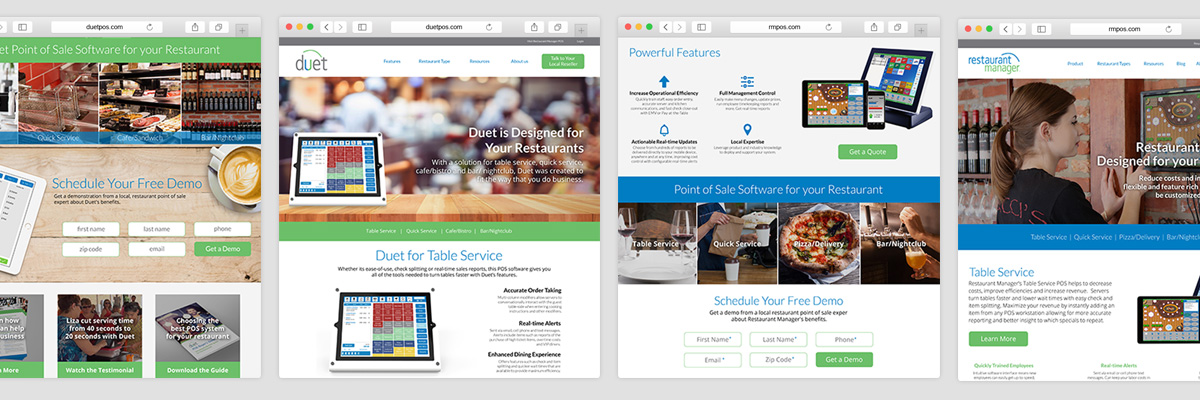 duetpos.com
et Point of Sale Software for your Restaurant
Quick Service
Cafe/Sandwich
Bar/Nightclub
Schedule Your Free Demo
Get a demonstration from a local, restaurant point of sale
expert about Duet's benefits.
first name
last name
phone
zip code
email
Get a Demo
n how
an help
usiness
n More
Liza cut serving time
from 40 seconds to
20 seconds with Duet
Watch the Testimonial
Choosing the
best POS system
for your restaurant
Download the Guide
duetpos.com
duet
Features
Restaurant Type
Resources
About us
Talk to Your
Local Reseller
Duet is Designed for
Your Restaurants
With a solution for table service, quick service,
cafe/bistro and bar/ nightclub, Duet was created to
fit the way that you do business.
Table Service | Quick Service | Cafe/Bistro | Bar/Nightclub
Duet for Table Service
Whether its ease-of-use, check splitting or real-time sales reports, this POS software gives you
all of the tools needed to turn tables faster with Duet's features.
Accurate Order Taking
Real-time Alerts
Enhanced Dining Experience
rmpos.com
Powerful Features
Increase Operational Efficiency
Full Management Control
Actionable Real-time Updates
Local Expertise
Get a Quote
Point of Sale Software for your Restaurant
Table Service
Quick Service
Pizza/Delivery
Bar/Nightclub
Schedule Your Free Demo
Get a demo from a local restaurant point of sale exper
about Restaurant Manager's benefits.
First Name*
Last Name*
Phone*
Email*
Zip Code*
Get a Demo
rmpos.com
restaurant
manager
Product
Restaurant Types
Resources
Blog
Restaurant
Designed for your
Reduce costs and in
flexible and feature rich
be customized
Table Service | Quick Service | Pizza/Delivery | Bar/Nightclu
Table Service
Restaurant Manager's Table Service POS helps to decrease
costs, improve efficiencies and increase revenue. Servers
turn tables faster and lower wait times with easy check and
item splitting. Maximize your revenue by instantly adding an
item from any POS workstation allowing for more accurate
reporting and better insight to which specials to repeat.
Learn More
Quickly Trained Employees
Real-time Alerts